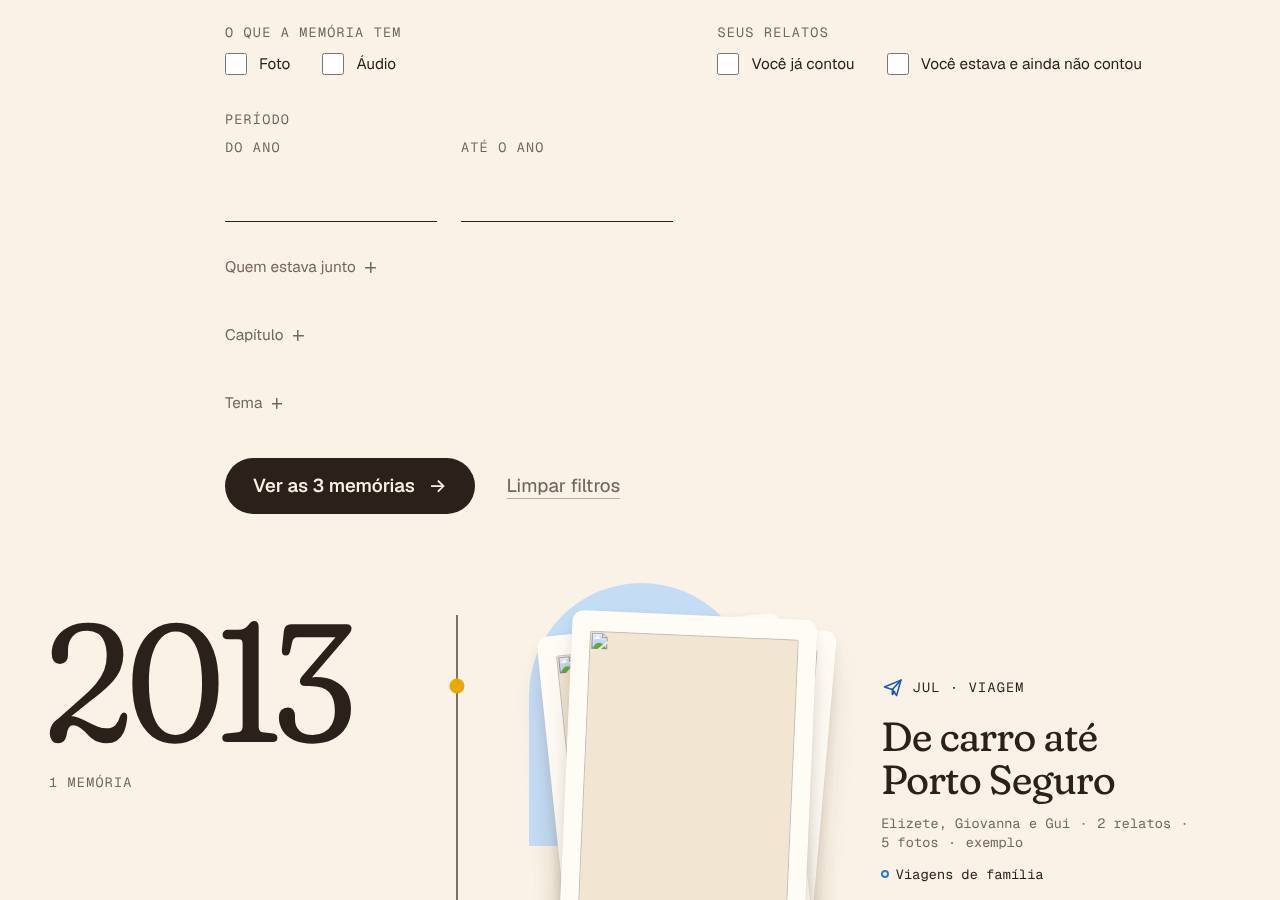 O QUE A MEMÓRIA TEM
Foto
Áudio
SEUS RELATOS
Você já contou
Você estava e ainda não contou
PERÍODO
DO ANO
ATÉ O ANO
Quem estava junto +
Capítulo +
Tema +
Ver as 3 memórias →
Limpar filtros
2013
1 MEMÓRIA
JUL · VIAGEM
De carro até
Porto Seguro
Elizete, Giovanna e Gui · 2 relatos ·
5 fotos · exemplo
Viagens de família